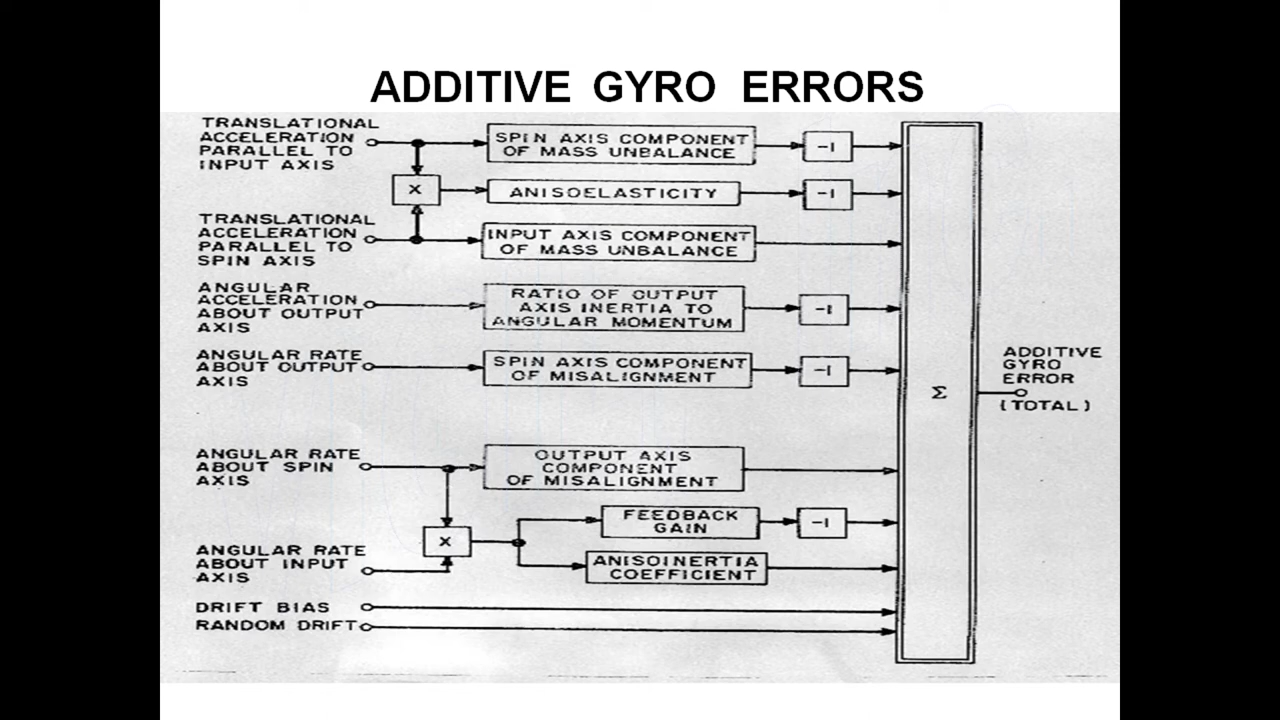 ADDITIVE GYRO ERRORS
TRANSLATIONAL
ACCELERATION
PARALLEL TO
INPUT AXIS
SPIN AXIS COMPONENT
OF MASS UNBALANCE
-1
X
ANISOELASTICITY
-1
TRANSLATIONAL
ACCELERATION
PARALLEL TO
SPIN AXIS
INPUT AXIS COMPONENT
OF MASS UNBALANCE
ANGULAR
ACCELERATION
ABOUT OUTPUT
AXIS
RATIO OF OUTPUT
AXIS INERTIA TO
ANGULAR MOMENTUM
-1
ANGULAR RATE
ABOUT OUTPUT
AXIS
SPIN AXIS COMPONENT
OF MISALIGNMENT
-1
Σ
ADDITIVE
GYRO
ERROR
(TOTAL)
ANGULAR RATE
ABOUT SPIN
AXIS
OUTPUT AXIS
COMPONENT
OF MISALIGNMENT
X
FEEDBACK
GAIN
-1
ANGULAR RATE
ABOUT INPUT
AXIS
ANISOINERTIA
COEFFICIENT
DRIFT BIAS
RANDOM DRIFT